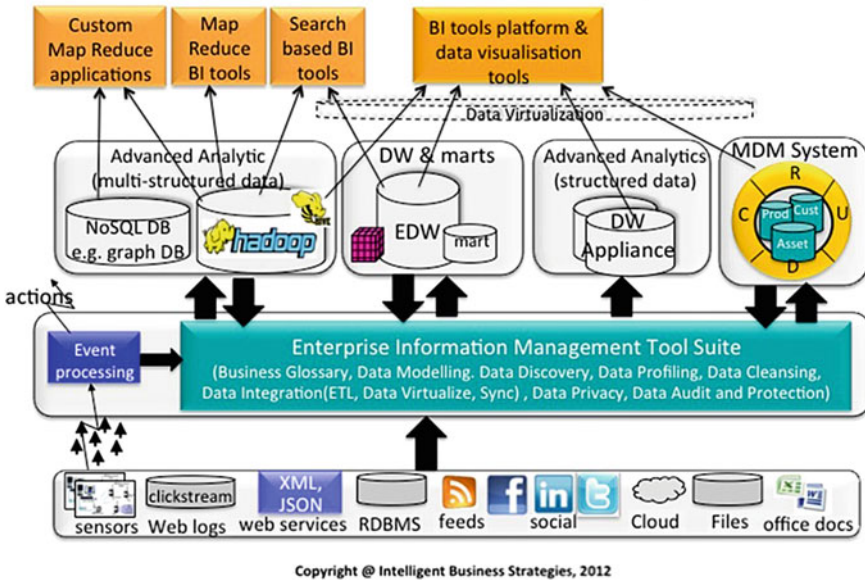 Custom
Map Reduce
applications
Map
Reduce
BI tools
Search
based BI
tools
BI tools platform &
data visualisation
tools
Data Virtualization
Advanced Analytic
(multi-structured data)
NoSQL DB
e.g. graph DB
hadoop
HIVE
DW & marts
EDW
mart
Advanced Analytics
(structured data)
DW
Appliance
MDM System
R
C
U
D
Prod
Cust
Asset
actions
Event
processing
Enterprise Information Management Tool Suite
(Business Glossary, Data Modelling. Data Discovery, Data Profiling, Data Cleansing,
Data Integration(ETL, Data Virtualize, Sync) , Data Privacy, Data Audit and Protection)
sensors
clickstream
Web logs
XML,
JSON
web services
RDBMS
feeds
f
in
t
social
Cloud
Files
X
W
office docs
Copyright @ Intelligent Business Strategies, 2012